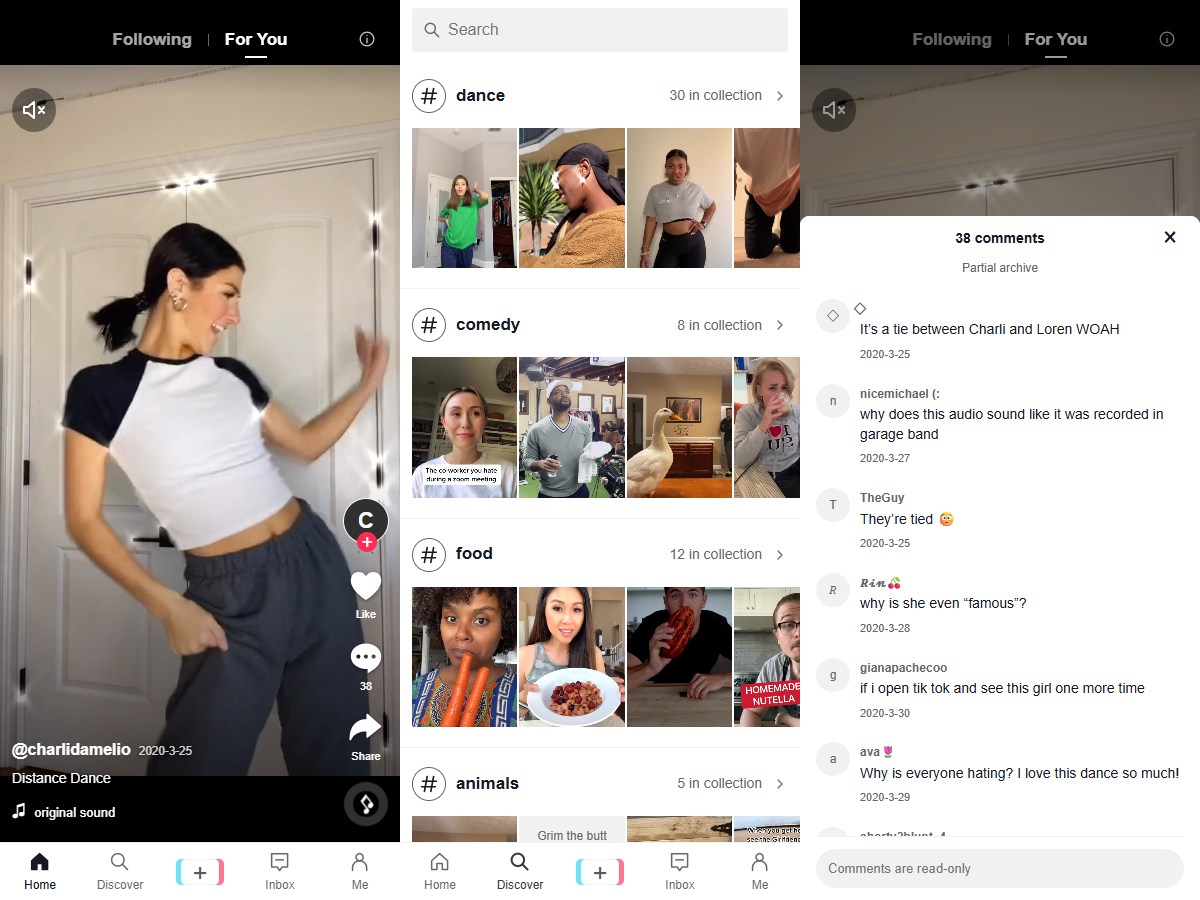 Following | For You
C
Like
38
Share
@charlidamelio 2020-3-25
Distance Dance
original sound
Home
Discover
+
Inbox
Me
Search
# dance 30 in collection
# comedy 8 in collection
The co-worker you hate
during a zoom meeting
# food 12 in collection
HOMEMADE
NUTELLA
# animals 5 in collection
Grim the butt
Home
Discover
+
Inbox
Me
Following | For You
38 comments
Partial archive
It's a tie between Charli and Loren WOAH
2020-3-25
n
nicemichael (:
why does this audio sound like it was recorded in
garage band
2020-3-27
T
TheGuy
They’re tied 🥳
2020-3-25
R
𝑹𝒊𝒏🍒
why is she even “famous”?
2020-3-28
g
gianapachecoo
if i open tik tok and see this girl one more time
2020-3-30
a
ava🌷
Why is everyone hating? I love this dance so much!
2020-3-29
Comments are read-only